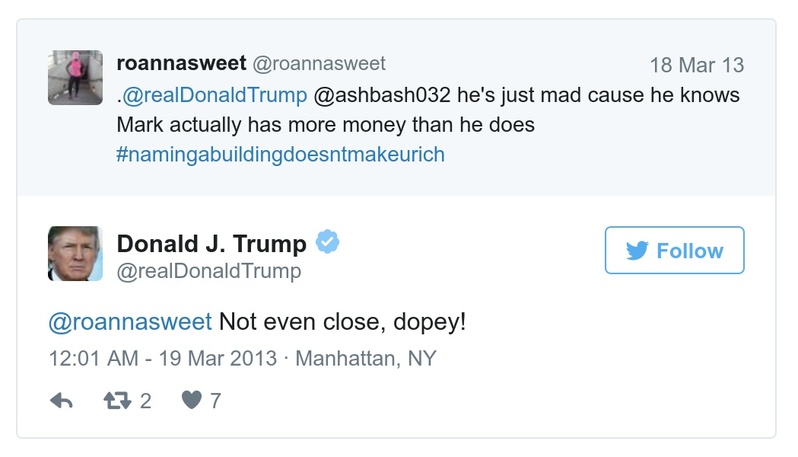 roannasweet @roannasweet 18 Mar 13
.@realDonaldTrump @ashbash032 he's just mad cause he knows
Mark actually has more money than he does
#namingabuildingdoesntmakeurich
Donald J. Trump
@realDonaldTrump
Follow
@roannasweet Not even close, dopey!
12:01 AM - 19 Mar 2013 · Manhattan, NY
2 7